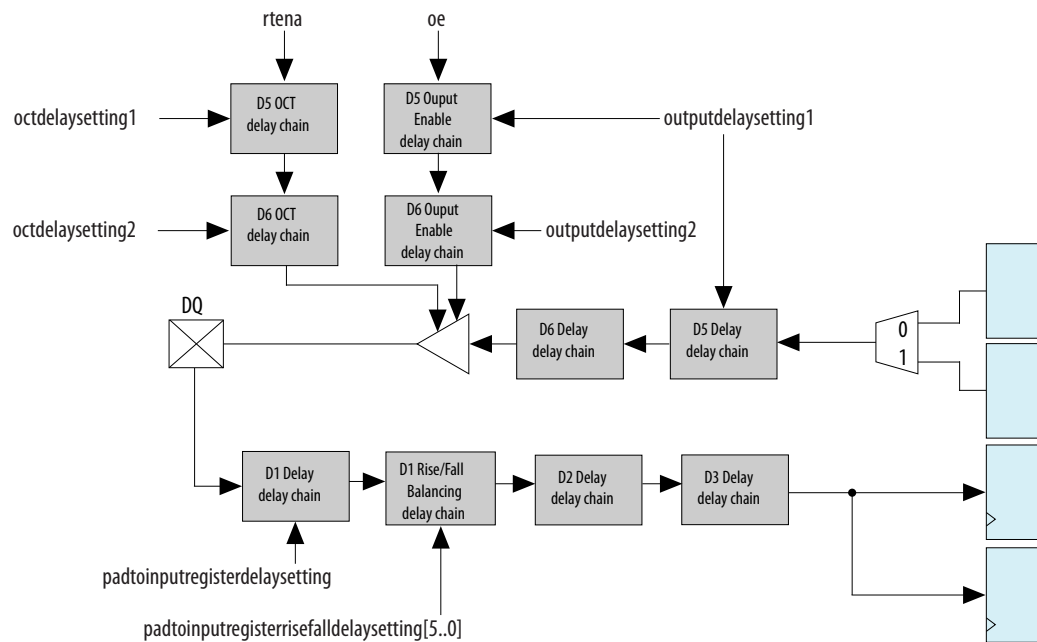 rtena
oe
D5 OCT
delay chain
D5 Ouput
Enable
delay chain
octdelaysetting1
outputdelaysetting1
D6 OCT
delay chain
D6 Ouput
Enable
delay chain
octdelaysetting2
outputdelaysetting2
DQ
D6 Delay
delay chain
D5 Delay
delay chain
0
1
D1 Delay
delay chain
D1 Rise/Fall
Balancing
delay chain
D2 Delay
delay chain
D3 Delay
delay chain
padtoinputregisterdelaysetting
padtoinputregisterrisefalldelaysetting[5..0]